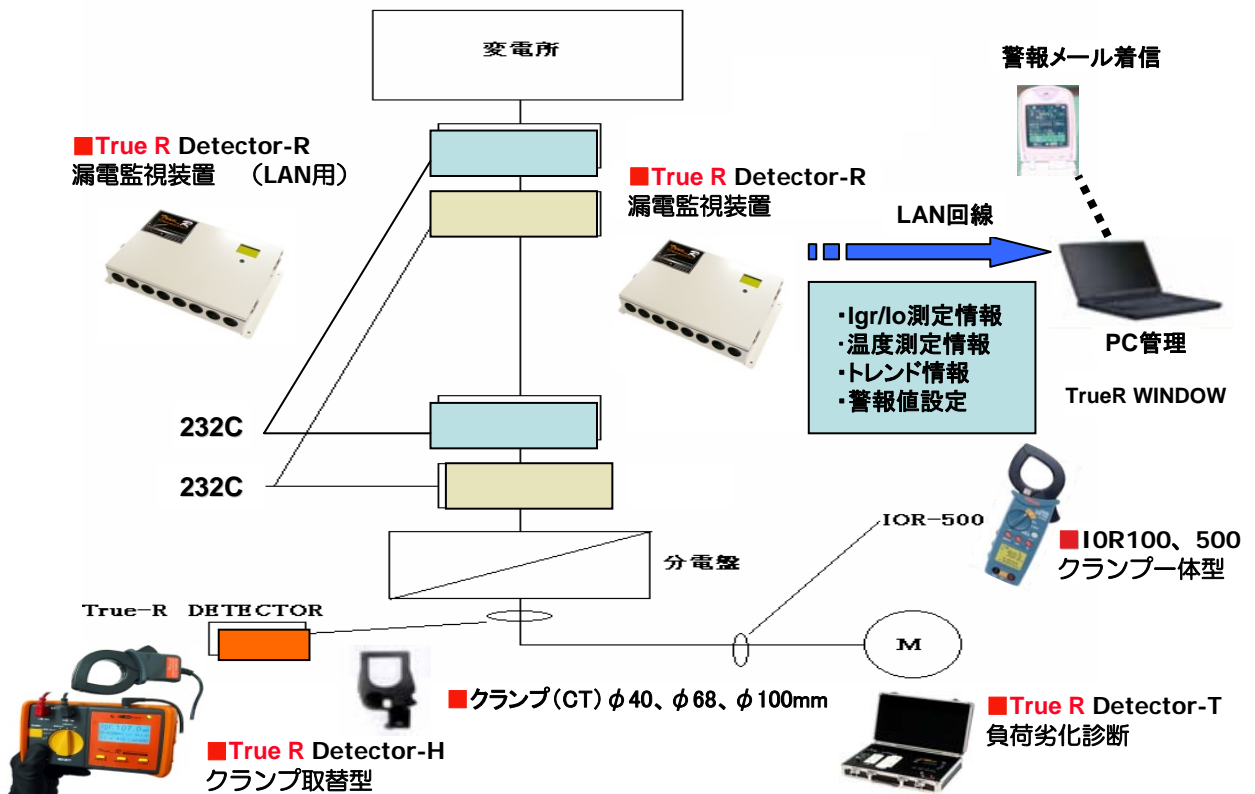 変電所
警報メール着信
■True R Detector-R
漏電監視装置 （LAN用）
■True R Detector-R
漏電監視装置
LAN回線
・Igr/Io測定情報
・温度測定情報
・トレンド情報
・警報値設定
PC管理
TrueR WINDOW
232C
232C
IOR-500
■IOR100、500
クランプ一体型
分電盤
True-R DETECTOR
M
■クランプ（CT）φ40、φ68、φ100mm
■True R Detector-H
クランプ取替型
■True R Detector-T
負荷劣化診断